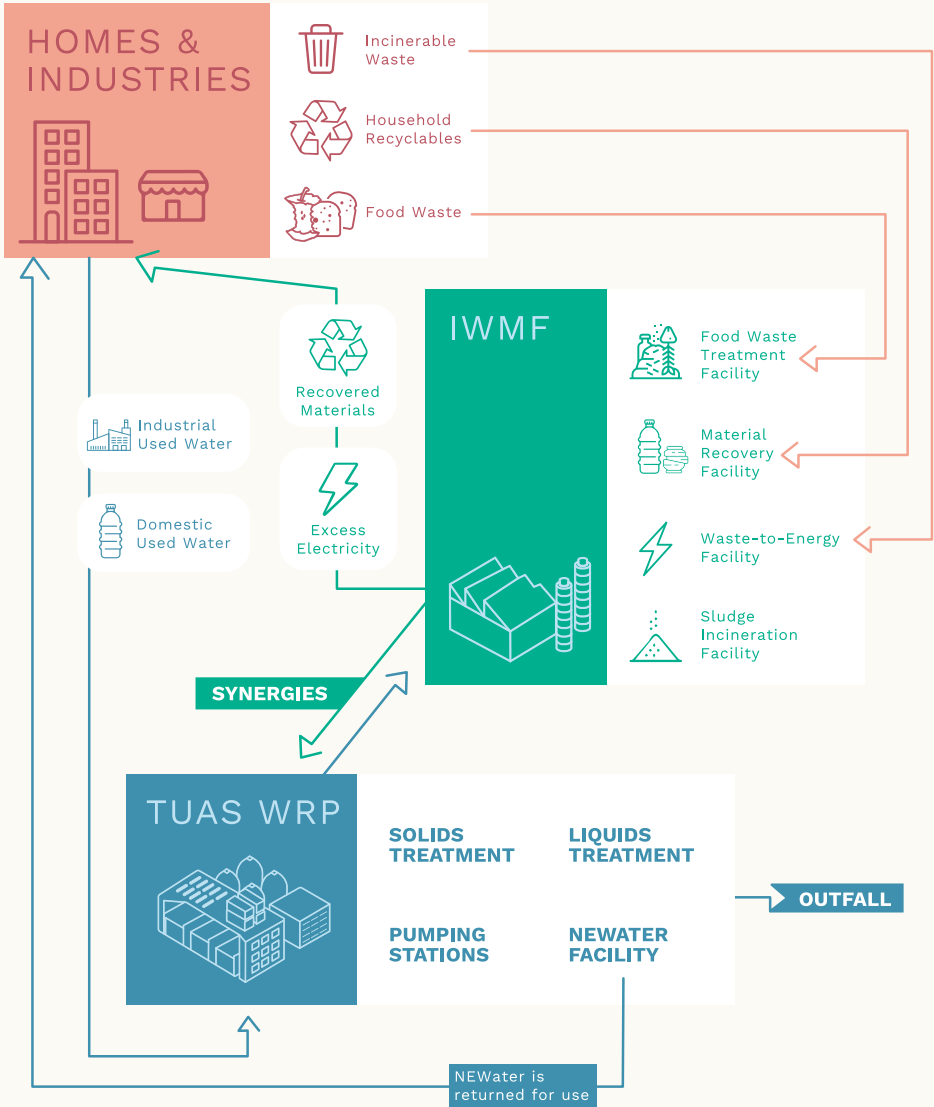 HOMES &
INDUSTRIES
Incinerable
Waste
Household
Recyclables
Food Waste
IWMF
Food Waste
Treatment
Facility
Material
Recovery
Facility
Waste-to-Energy
Facility
Sludge
Incineration
Facility
Recovered
Materials
Excess
Electricity
Industrial
Used Water
Domestic
Used Water
SYNERGIES
TUAS WRP
SOLIDS
TREATMENT
LIQUIDS
TREATMENT
PUMPING
STATIONS
NEWATER
FACILITY
OUTFALL
NEWater is
returned for use